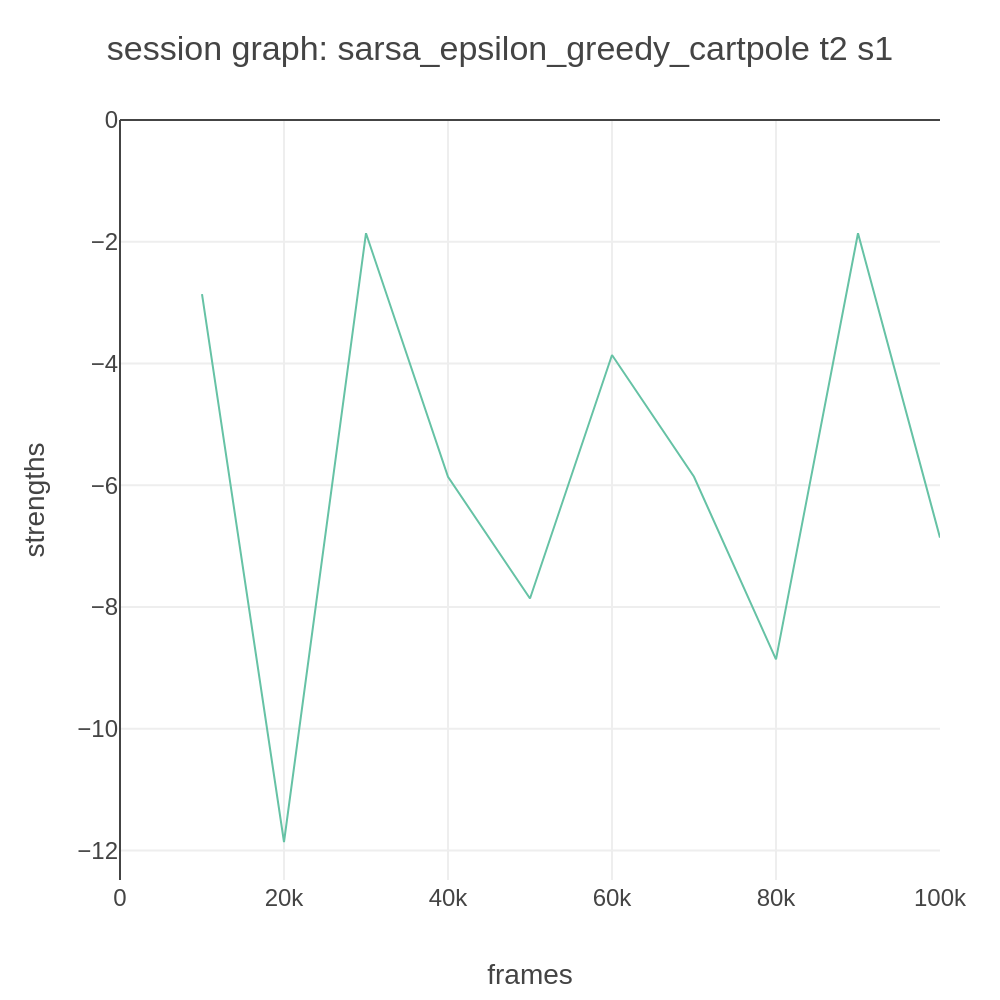 session graph: sarsa_epsilon_greedy_cartpole t2 s1
0
−2
−4
−6
−8
−10
−12
strengths
0 20k 40k 60k 80k 100k
frames